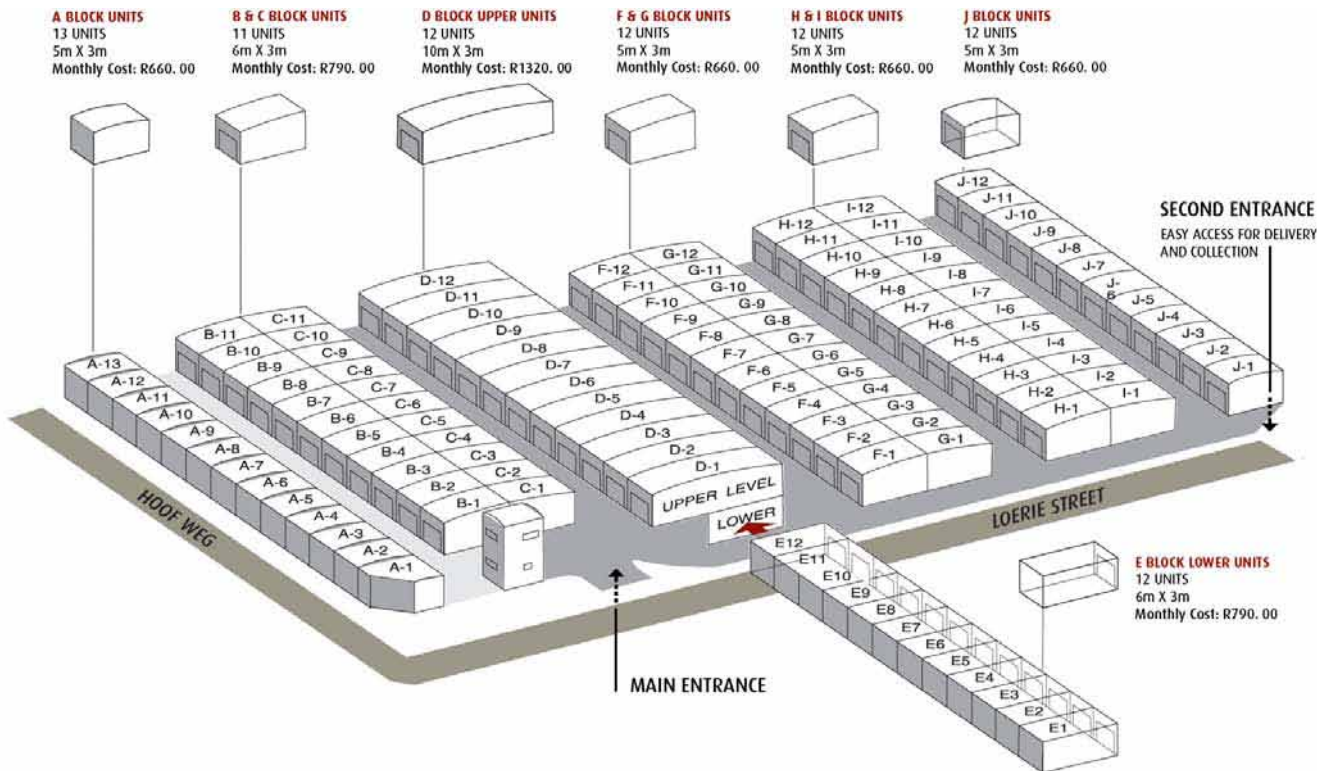 A BLOCK UNITS
13 UNITS
5m X 3m
Monthly Cost: R660. 00
B & C BLOCK UNITS
11 UNITS
6m X 3m
Monthly Cost: R790. 00
D BLOCK UPPER UNITS
12 UNITS
10m X 3m
Monthly Cost: R1320. 00
F & G BLOCK UNITS
12 UNITS
5m X 3m
Monthly Cost: R660. 00
H & I BLOCK UNITS
12 UNITS
5m X 3m
Monthly Cost: R660. 00
J BLOCK UNITS
12 UNITS
5m X 3m
Monthly Cost: R660. 00
A-13
A-12
A-11
A-10
A-9
A-8
A-7
A-6
A-5
A-4
A-3
A-2
A-1
B-11
B-10
B-9
B-8
B-7
B-6
B-5
B-4
B-3
B-2
B-1
C-11
C-10
C-9
C-8
C-7
C-6
C-5
C-4
C-3
C-2
C-1
D-12
D-11
D-10
D-9
D-8
D-7
D-6
D-5
D-4
D-3
D-2
D-1
UPPER LEVEL
LOWER
F-12
F-11
F-10
F-9
F-8
F-7
F-6
F-5
F-4
F-3
F-2
F-1
G-12
G-11
G-10
G-9
G-8
G-7
G-6
G-5
G-4
G-3
G-2
G-1
H-12
H-11
H-10
H-9
H-8
H-7
H-6
H-5
H-4
H-3
H-2
H-1
I-12
I-11
I-10
I-9
I-8
I-7
I-6
I-5
I-4
I-3
I-2
I-1
J-12
J-11
J-10
J-9
J-8
J-7
J-
6
J-5
J-4
J-3
J-2
J-1
SECOND ENTRANCE
EASY ACCESS FOR DELIVERY
AND COLLECTION
HOOF WEG
LOERIE STREET
E12
E11
E10
E9
E8
E7
E6
E5
E4
E3
E2
E1
E BLOCK LOWER UNITS
12 UNITS
6m X 3m
Monthly Cost: R790. 00
MAIN ENTRANCE